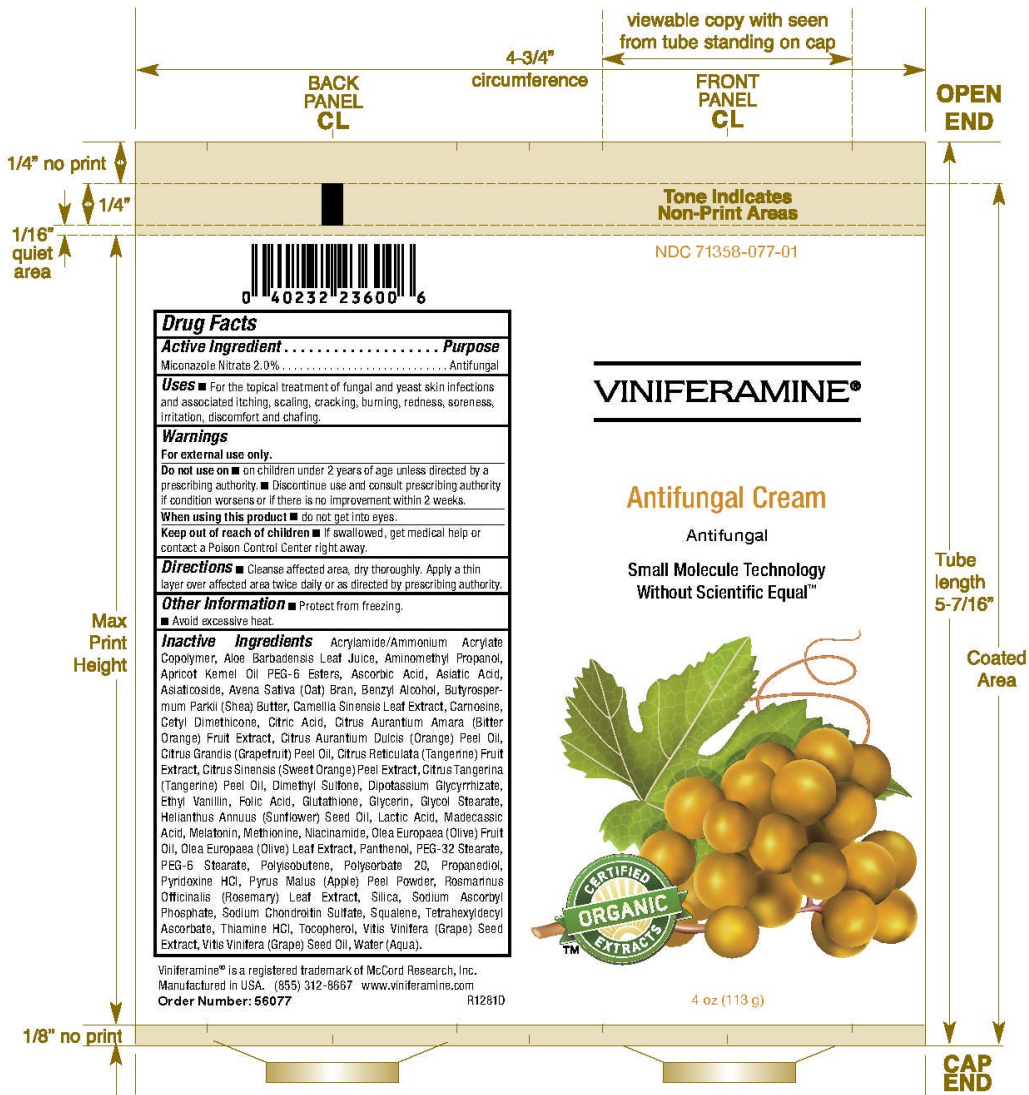 viewable copy with seen
from tube standing on cap
4-3/4"
circumference
BACK
PANEL
CL
FRONT
PANEL
CL
OPEN
END
1/4" no print
1/4"
1/16"
quiet
area
Tone Indicates
Non-Print Areas
NDC 71358-077-01
0 40232 23600 6
Drug Facts
Active Ingredient . . . . . . . . . . . . . . . . . . . Purpose
Miconazole Nitrate 2.0% . . . . . . . . . . . . . . . . . . . . . . . . . . . Antifungal
Uses ■ For the topical treatment of fungal and yeast skin infections
and associated itching, scaling, cracking, burning, redness, soreness,
irritation, discomfort and chafing.
Warnings
For external use only.
Do not use on ■ on children under 2 years of age unless directed by a
prescribing authority. ■ Discontinue use and consult prescribing authority
if condition worsens or if there is no improvement within 2 weeks.
When using this product ■ do not get into eyes.
Keep out of reach of children ■ If swallowed, get medical help or
contact a Poison Control Center right away.
Directions ■ Cleanse affected area, dry thoroughly. Apply a thin
layer over affected area twice daily or as directed by prescribing authority.
Other Information ■ Protect from freezing.
■ Avoid excessive heat.
Inactive Ingredients Acrylamide/Ammonium Acrylate
Copolymer, Aloe Barbadensis Leaf Juice, Aminomethyl Propanol,
Apricot Kernel Oil PEG-6 Esters, Ascorbic Acid, Asiatic Acid,
Asiaticoside, Avena Sativa (Oat) Bran, Benzyl Alcohol, Butyrosper-
mum Parkii (Shea) Butter, Camellia Sinensis Leaf Extract, Carnosine,
Cetyl Dimethicone, Citric Acid, Citrus Aurantium Amara (Bitter
Orange) Fruit Extract, Citrus Aurantium Dulcis (Orange) Peel Oil,
Citrus Grandis (Grapefruit) Peel Oil, Citrus Reticulata (Tangerine) Fruit
Extract, Citrus Sinensis (Sweet Orange) Peel Extract, Citrus Tangerina
(Tangerine) Peel Oil, Dimethyl Sulfone, Dipotassium Glycyrrhizate,
Ethyl Vanillin, Folic Acid, Glutathione, Glycerin, Glycol Stearate,
Helianthus Annuus (Sunflower) Seed Oil, Lactic Acid, Madecassic
Acid, Melatonin, Methionine, Niacinamide, Olea Europaea (Olive) Fruit
Oil, Olea Europaea (Olive) Leaf Extract, Panthenol, PEG-32 Stearate,
PEG-6 Stearate, Polyisobutene, Polysorbate 20, Propanediol,
Pyridoxine HCl, Pyrus Malus (Apple) Peel Powder, Rosmarinus
Officinalis (Rosemary) Leaf Extract, Silica, Sodium Ascorbyl
Phosphate, Sodium Chondroitin Sulfate, Squalene, Tetrahexyldecyl
Ascorbate, Thiamine HCl, Tocopherol, Vitis Vinifera (Grape) Seed
Extract, Vitis Vinifera (Grape) Seed Oil, Water (Aqua).
Viniferamine® is a registered trademark of McCord Research, Inc.
Manufactured in USA. (855) 312-8667 www.viniferamine.com
Order Number: 56077 R1281D
VINIFERAMINE®
Antifungal Cream
Antifungal
Small Molecule Technology
Without Scientific Equal™
CERTIFIED
ORGANIC
EXTRACTS
TM
4 oz (113 g)
Max
Print
Height
Tube
length
5-7/16"
Coated
Area
1/8" no print
CAP
END